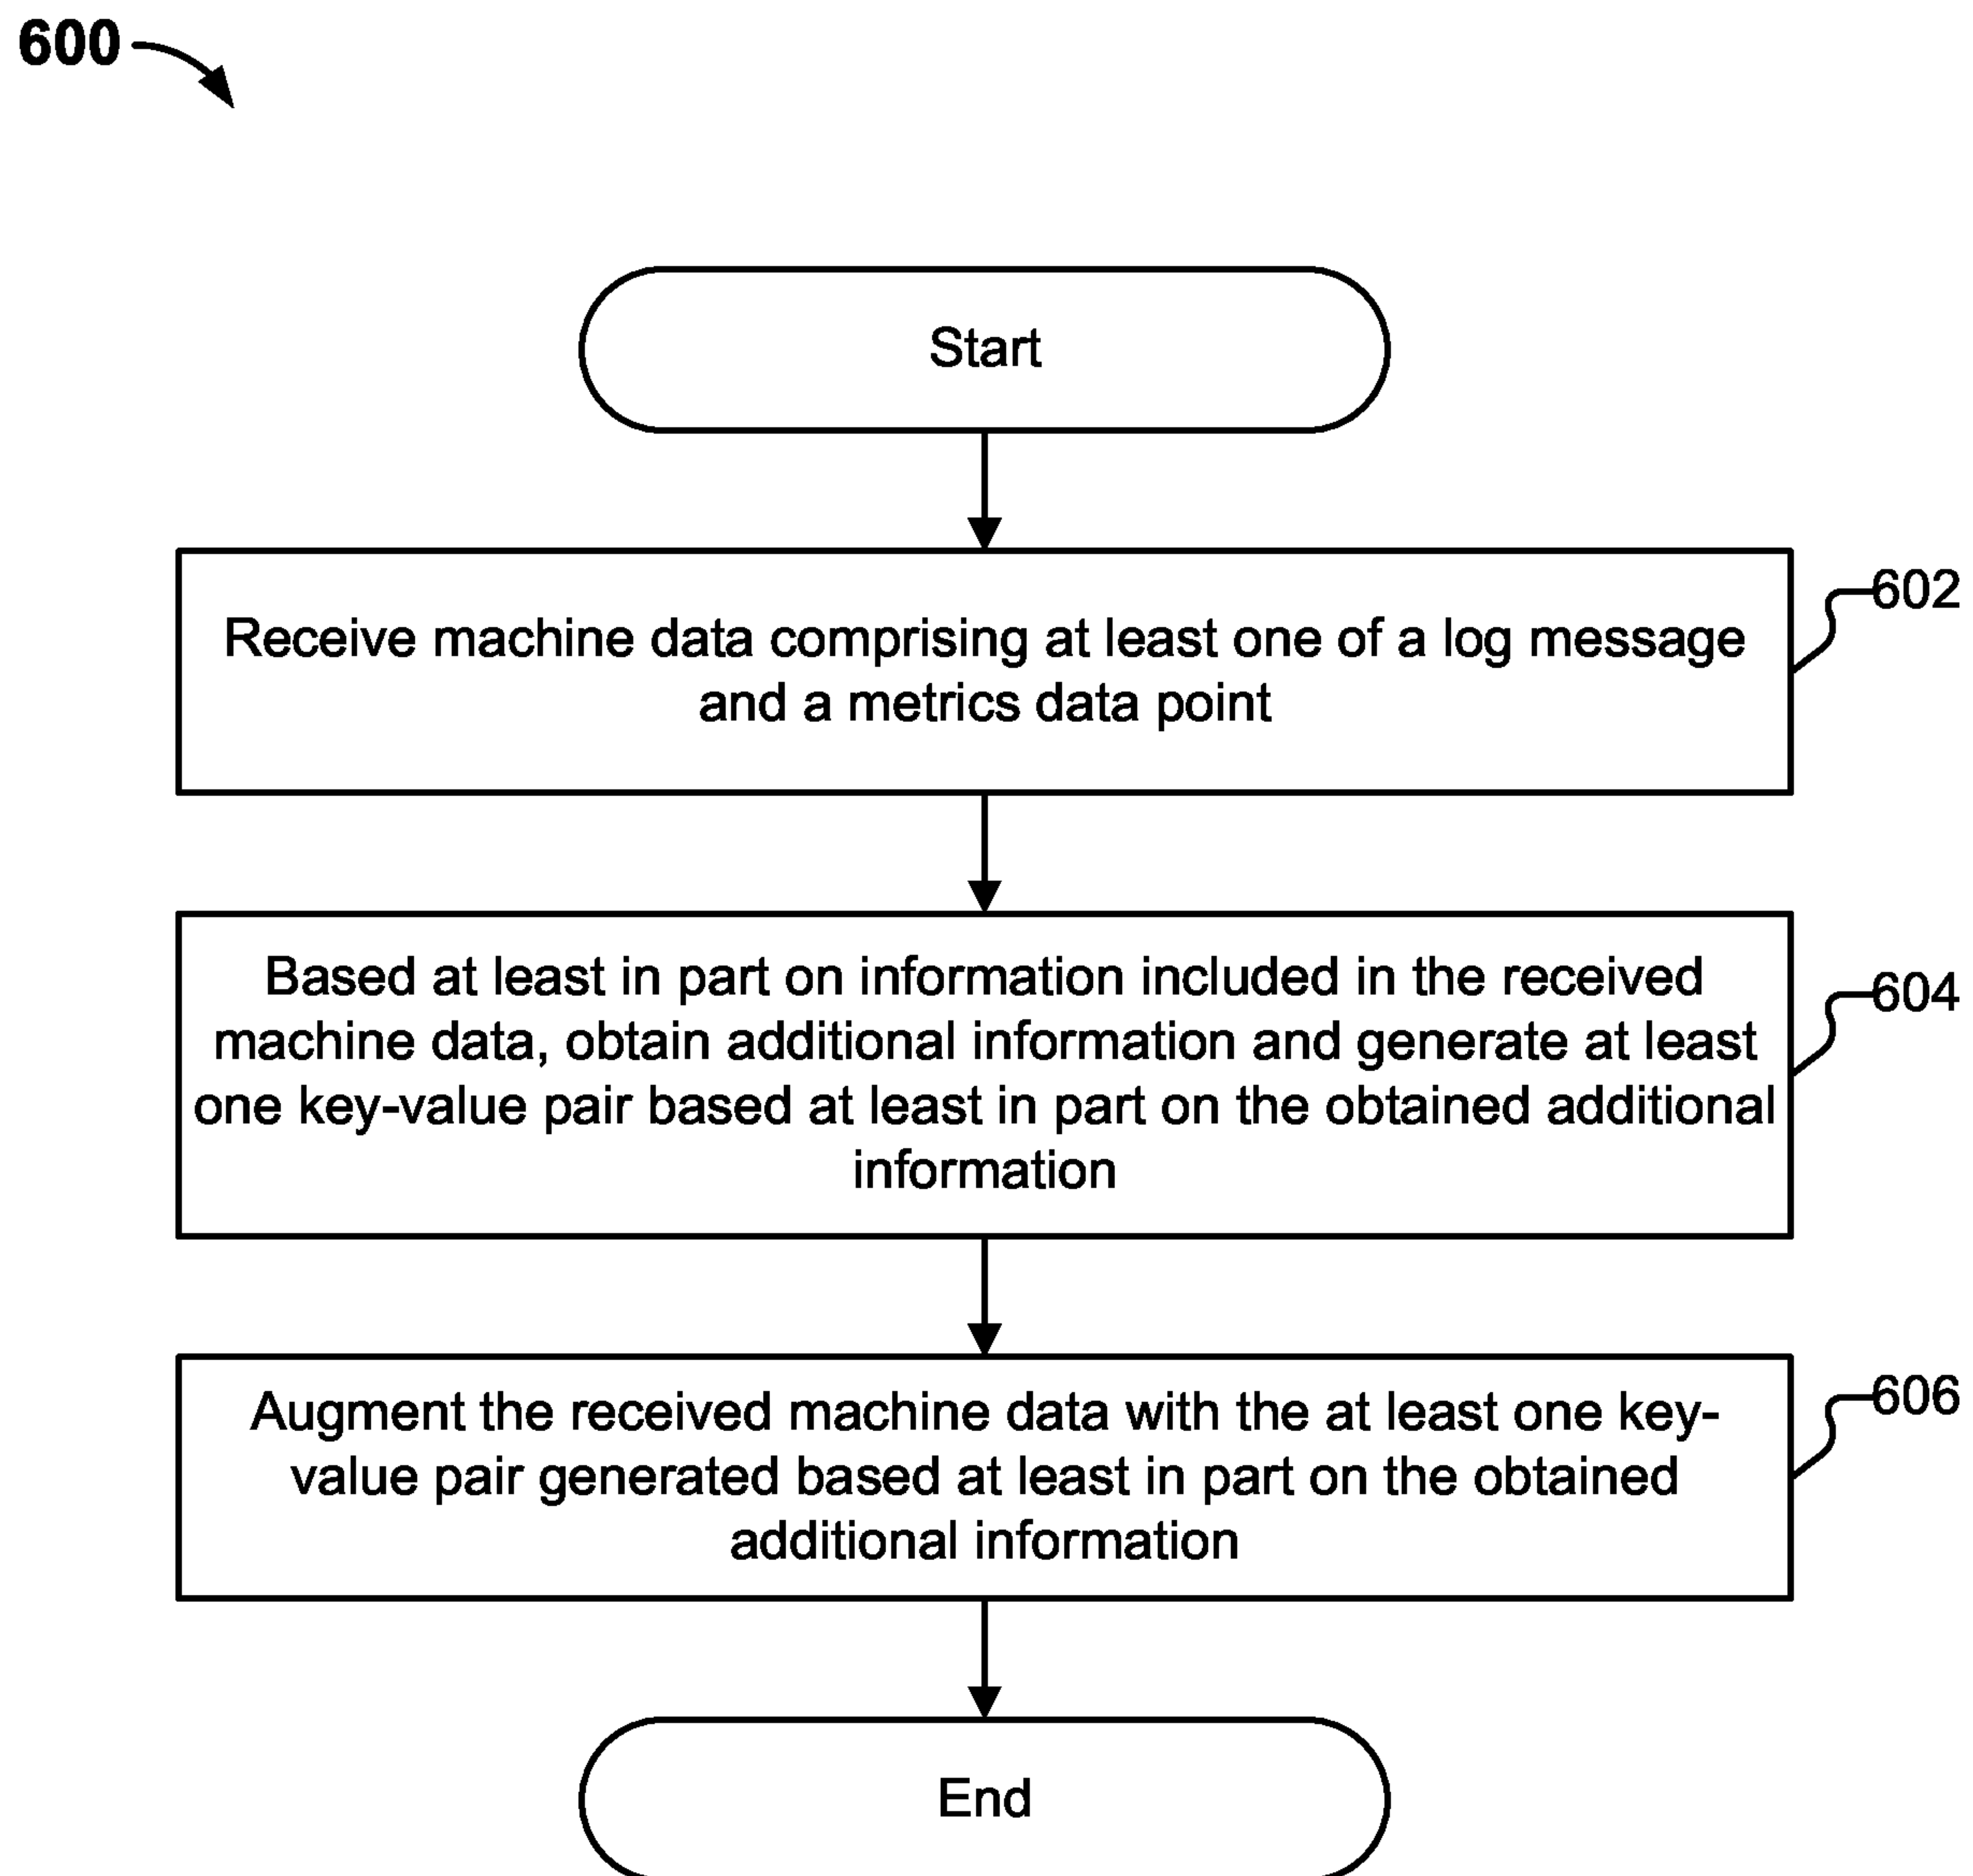 600
Start
Receive machine data comprising at least one of a log message
and a metrics data point
602
Based at least in part on information included in the received
machine data, obtain additional information and generate at least
one key-value pair based at least in part on the obtained additional
information
604
Augment the received machine data with the at least one key-
value pair generated based at least in part on the obtained
additional information
606
End